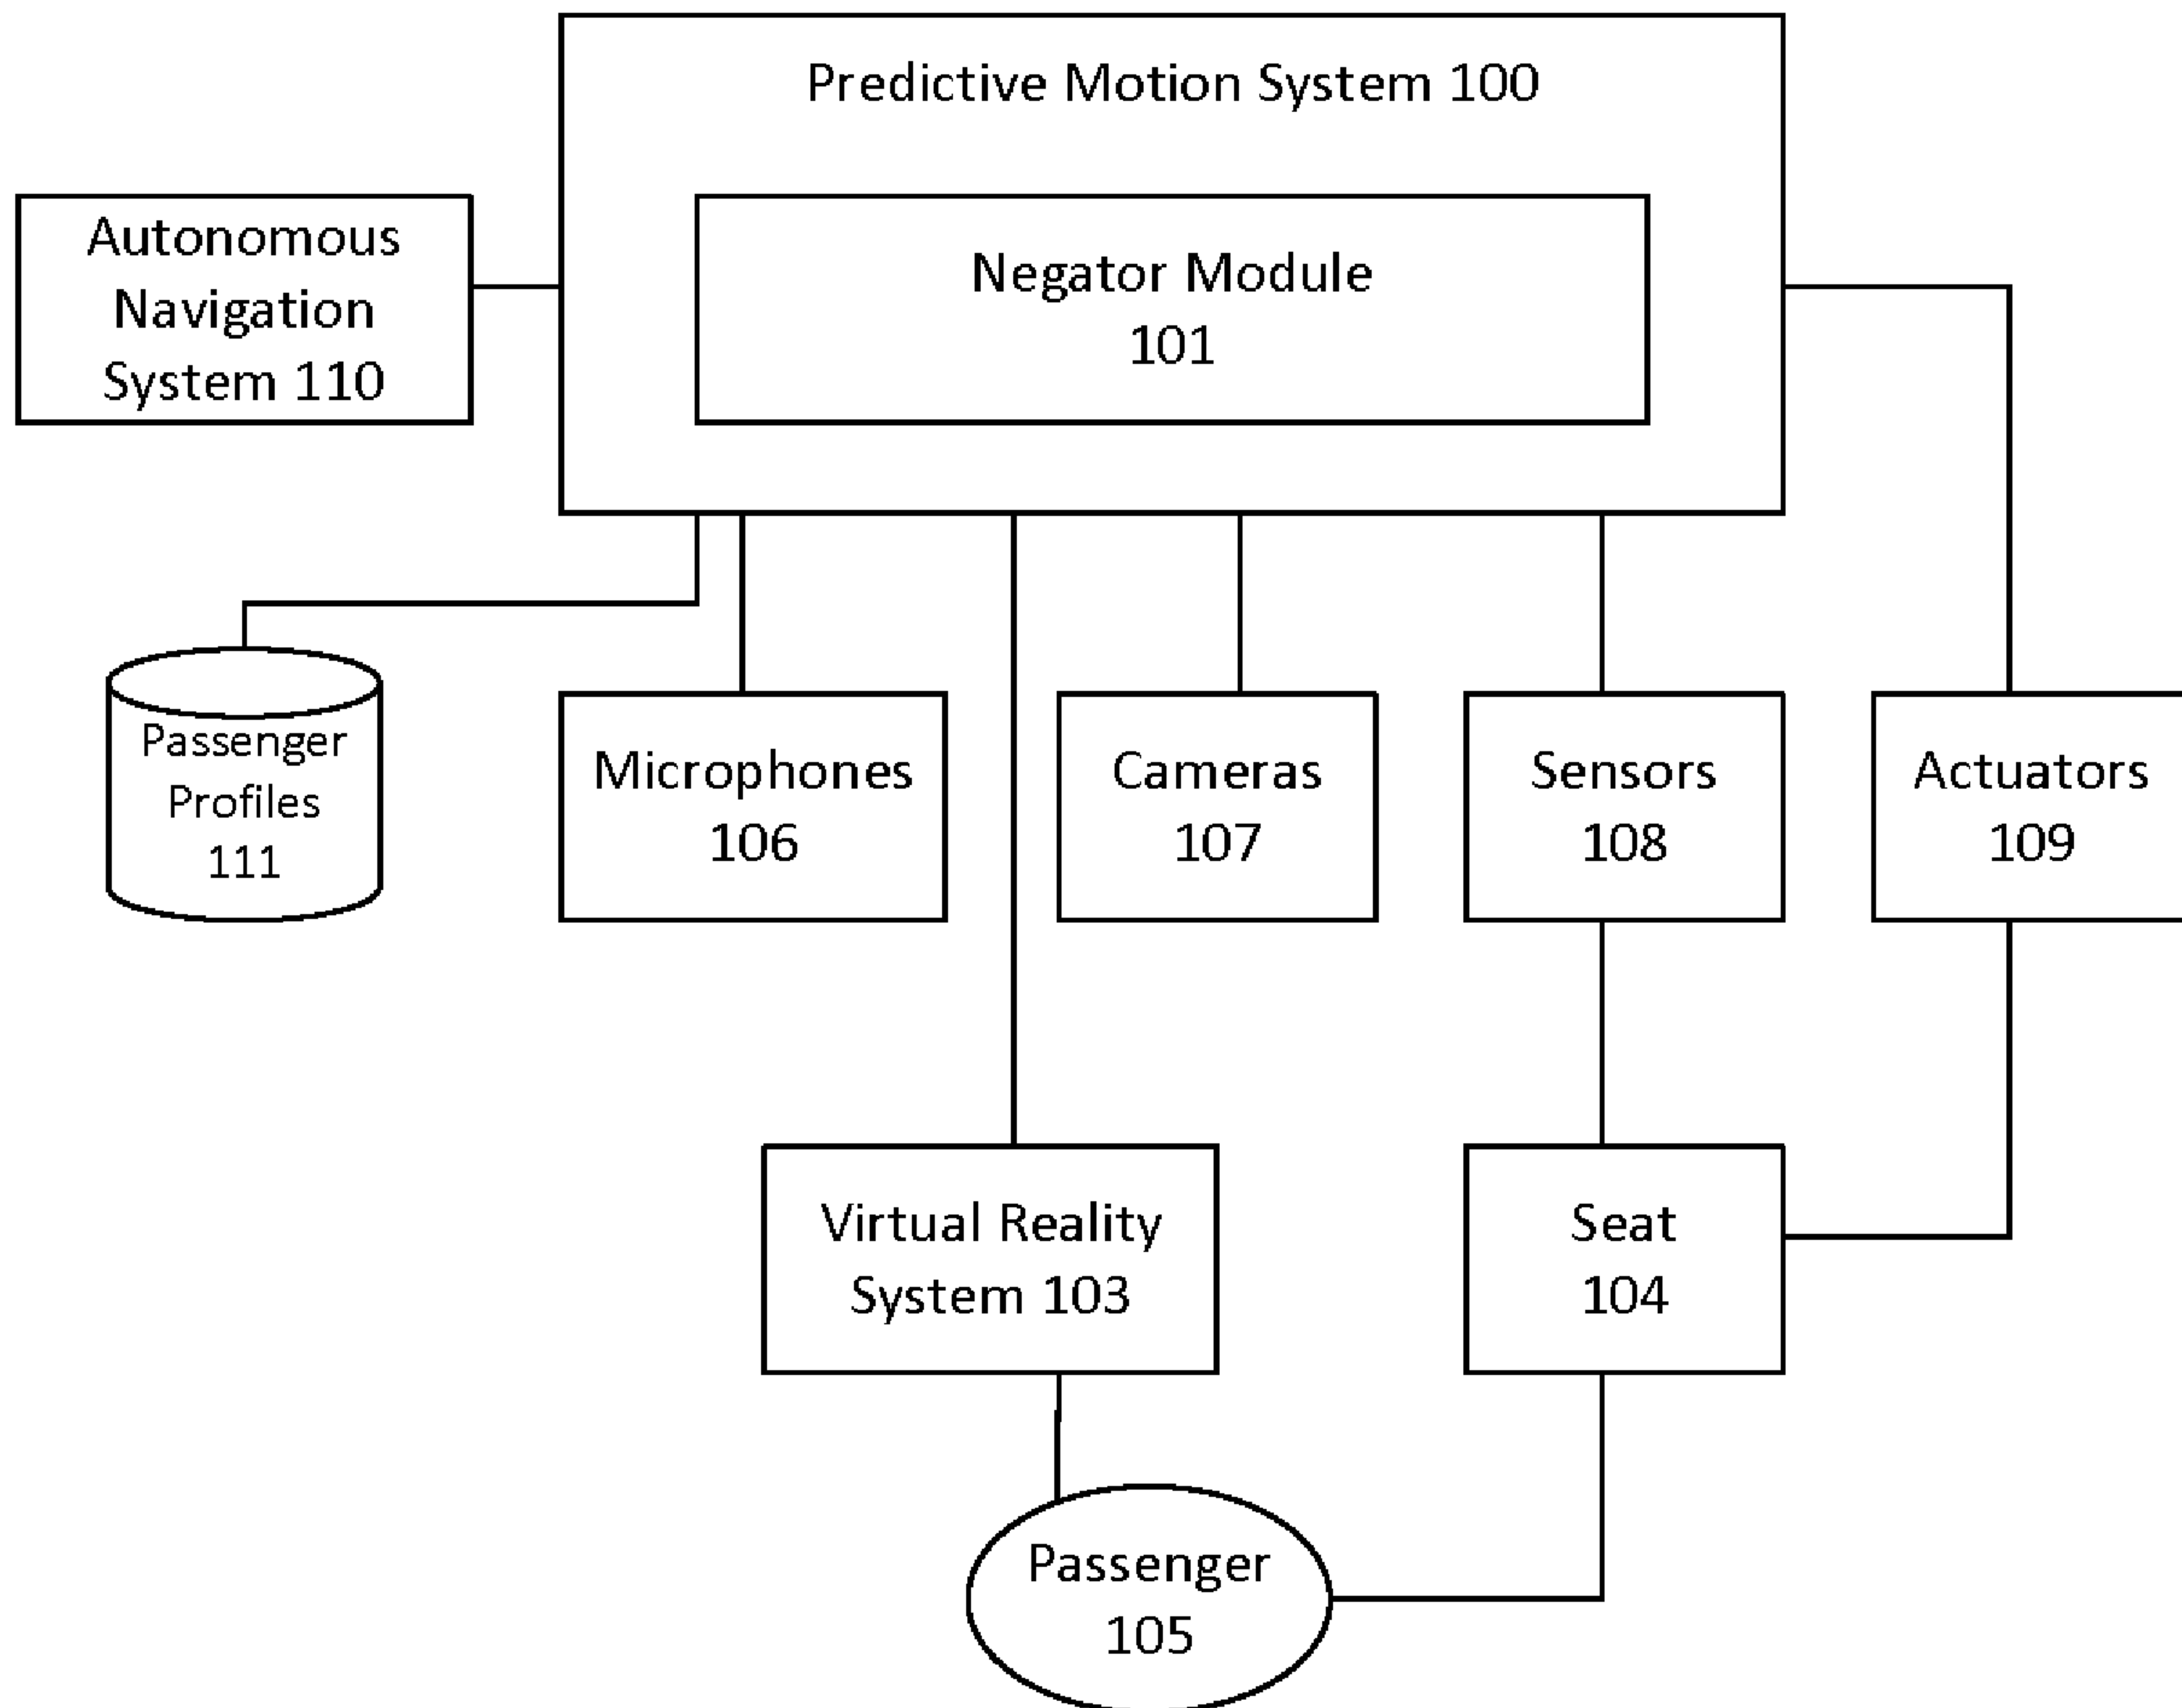 Predictive Motion System 100
Autonomous
Navigation
System 110
Negator Module
101
Passenger
Profiles
111
Microphones
106
Cameras
107
Sensors
108
Actuators
109
Virtual Reality
System 103
Seat
104
Passenger
105